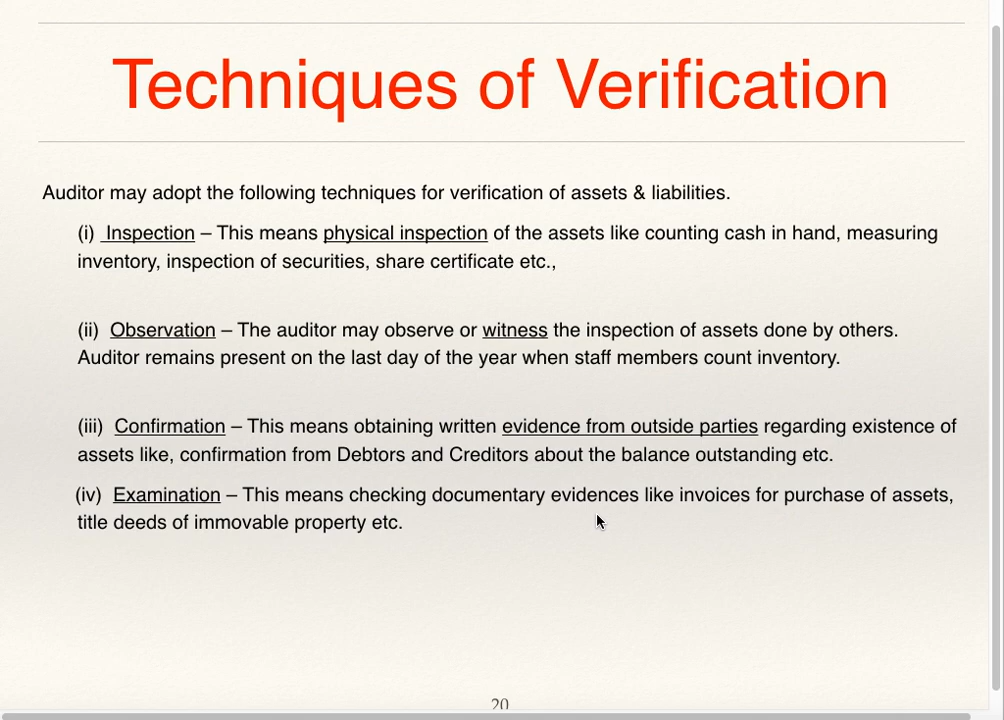 Techniques of Verification
Auditor may adopt the following techniques for verification of assets & liabilities.
(i)  Inspection – This means physical inspection of the assets like counting cash in hand, measuring
inventory, inspection of securities, share certificate etc.,
(ii)  Observation – The auditor may observe or witness the inspection of assets done by others.
Auditor remains present on the last day of the year when staff members count inventory.
(iii)  Confirmation – This means obtaining written evidence from outside parties regarding existence of
assets like, confirmation from Debtors and Creditors about the balance outstanding etc.
(iv)  Examination – This means checking documentary evidences like invoices for purchase of assets,
title deeds of immovable property etc.
20